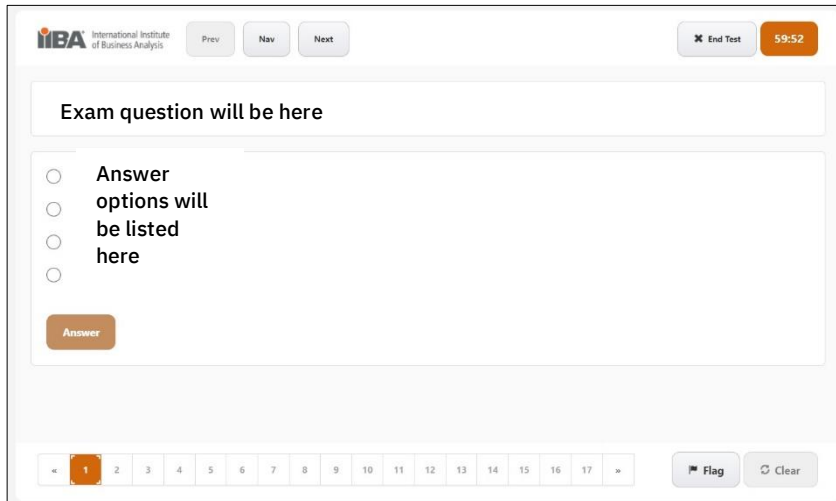 iiBA International Institute
of Business Analysis
Prev
Nav
Next
✖ End Test
59:52
Exam question will be here
Answer
options will
be listed
here
Answer
« 1 2 3 4 5 6 7 8 9 10 11 12 13 14 15 16 17 »
Flag
Clear